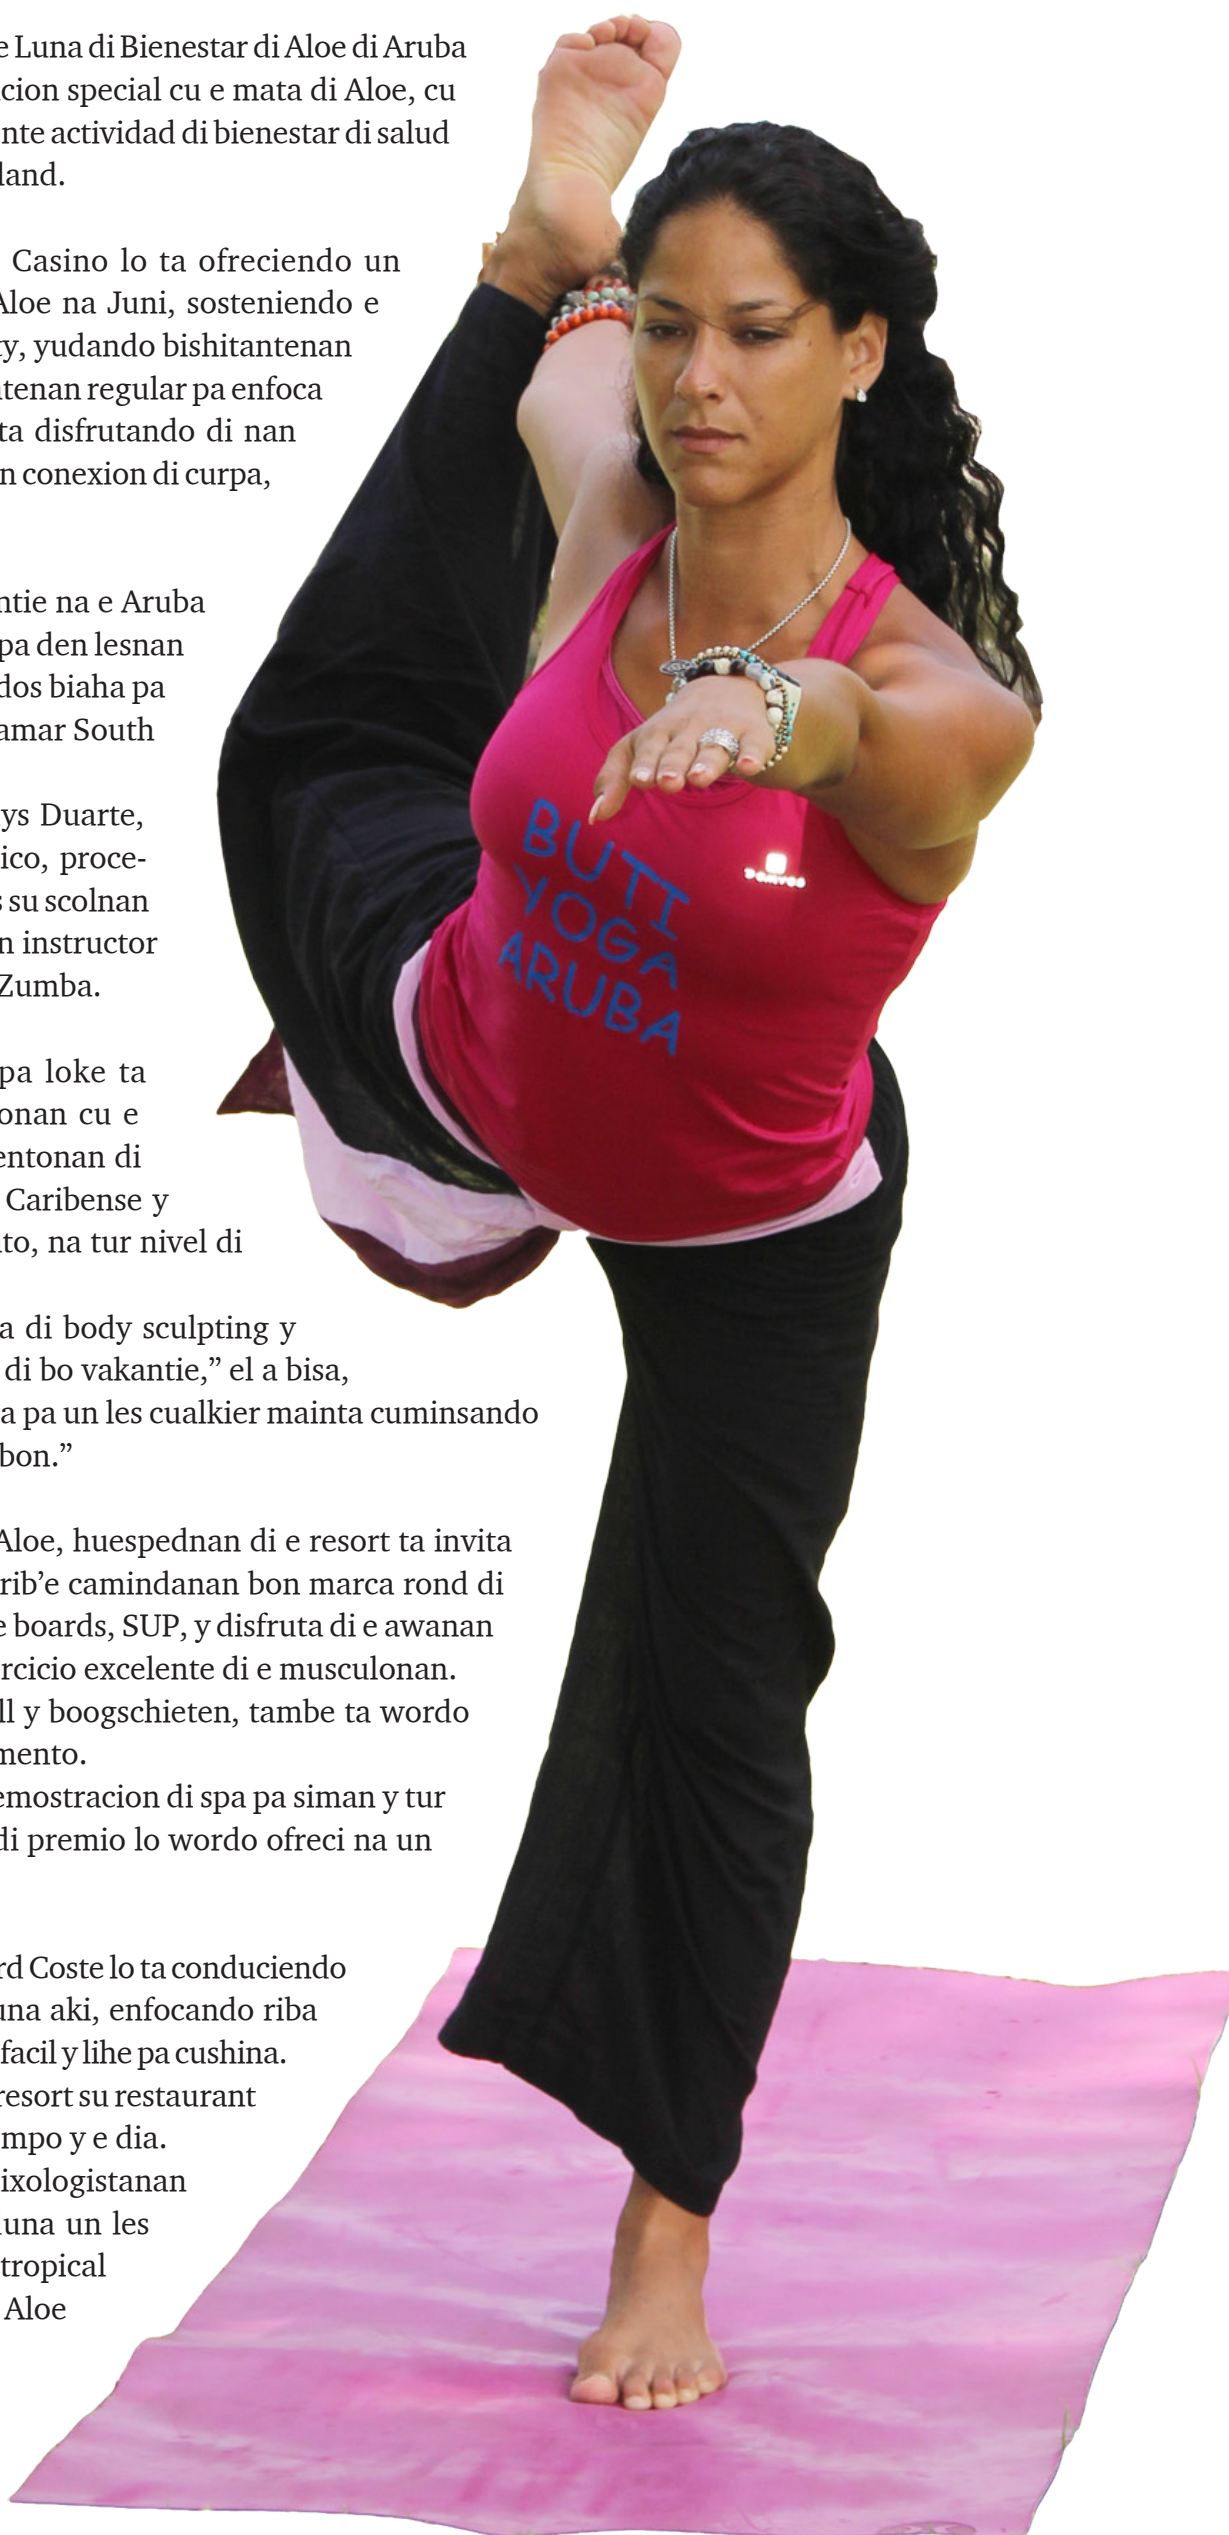 e Luna di Bienestar di Aloe di Aruba
cion special cu e mata di Aloe, cu
nte actividad di bienestar di salud
land.
Casino lo ta ofreciendo un
Aloe na Juni, sosteniendo e
ty, yudando bishitantenan
ntenan regular pa enfoca
ta disfrutando di nan
n conexion di curpa,
ntie na e Aruba
pa den lesnan
dos biaha pa
amar South
ys Duarte,
ico, proce-
s su scolnan
n instructor
Zumba.
pa loke ta
onan cu e
entonan di
Caribense y
to, na tur nivel di
a di body sculpting y
di bo vakantie,” el a bisa,
a pa un les cualkier mainta cuminsando
bon.”
Aloe, huespednan di e resort ta invita
rib’e camindanan bon marca rond di
e boards, SUP, y disfruta di e awanan
rcicio excelente di e musculonan.
ll y boogschieten, tambe ta wordo
mento.
emostracion di spa pa siman y tur
di premio lo wordo ofreci na un
rd Coste lo ta conduciendo
una aki, enfocando riba
facil y lihe pa cushina.
resort su restaurant
mpo y e dia.
ixologistanan
luna un les
tropical
Aloe
BUTI
YOGA
ARUBA
DOMYOS